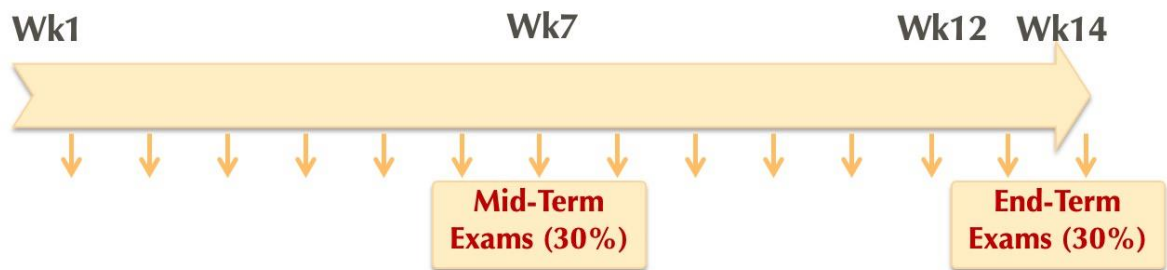 Wk1 Wk7 Wk12 Wk14
Mid-Term
Exams (30%)
End-Term
Exams (30%)